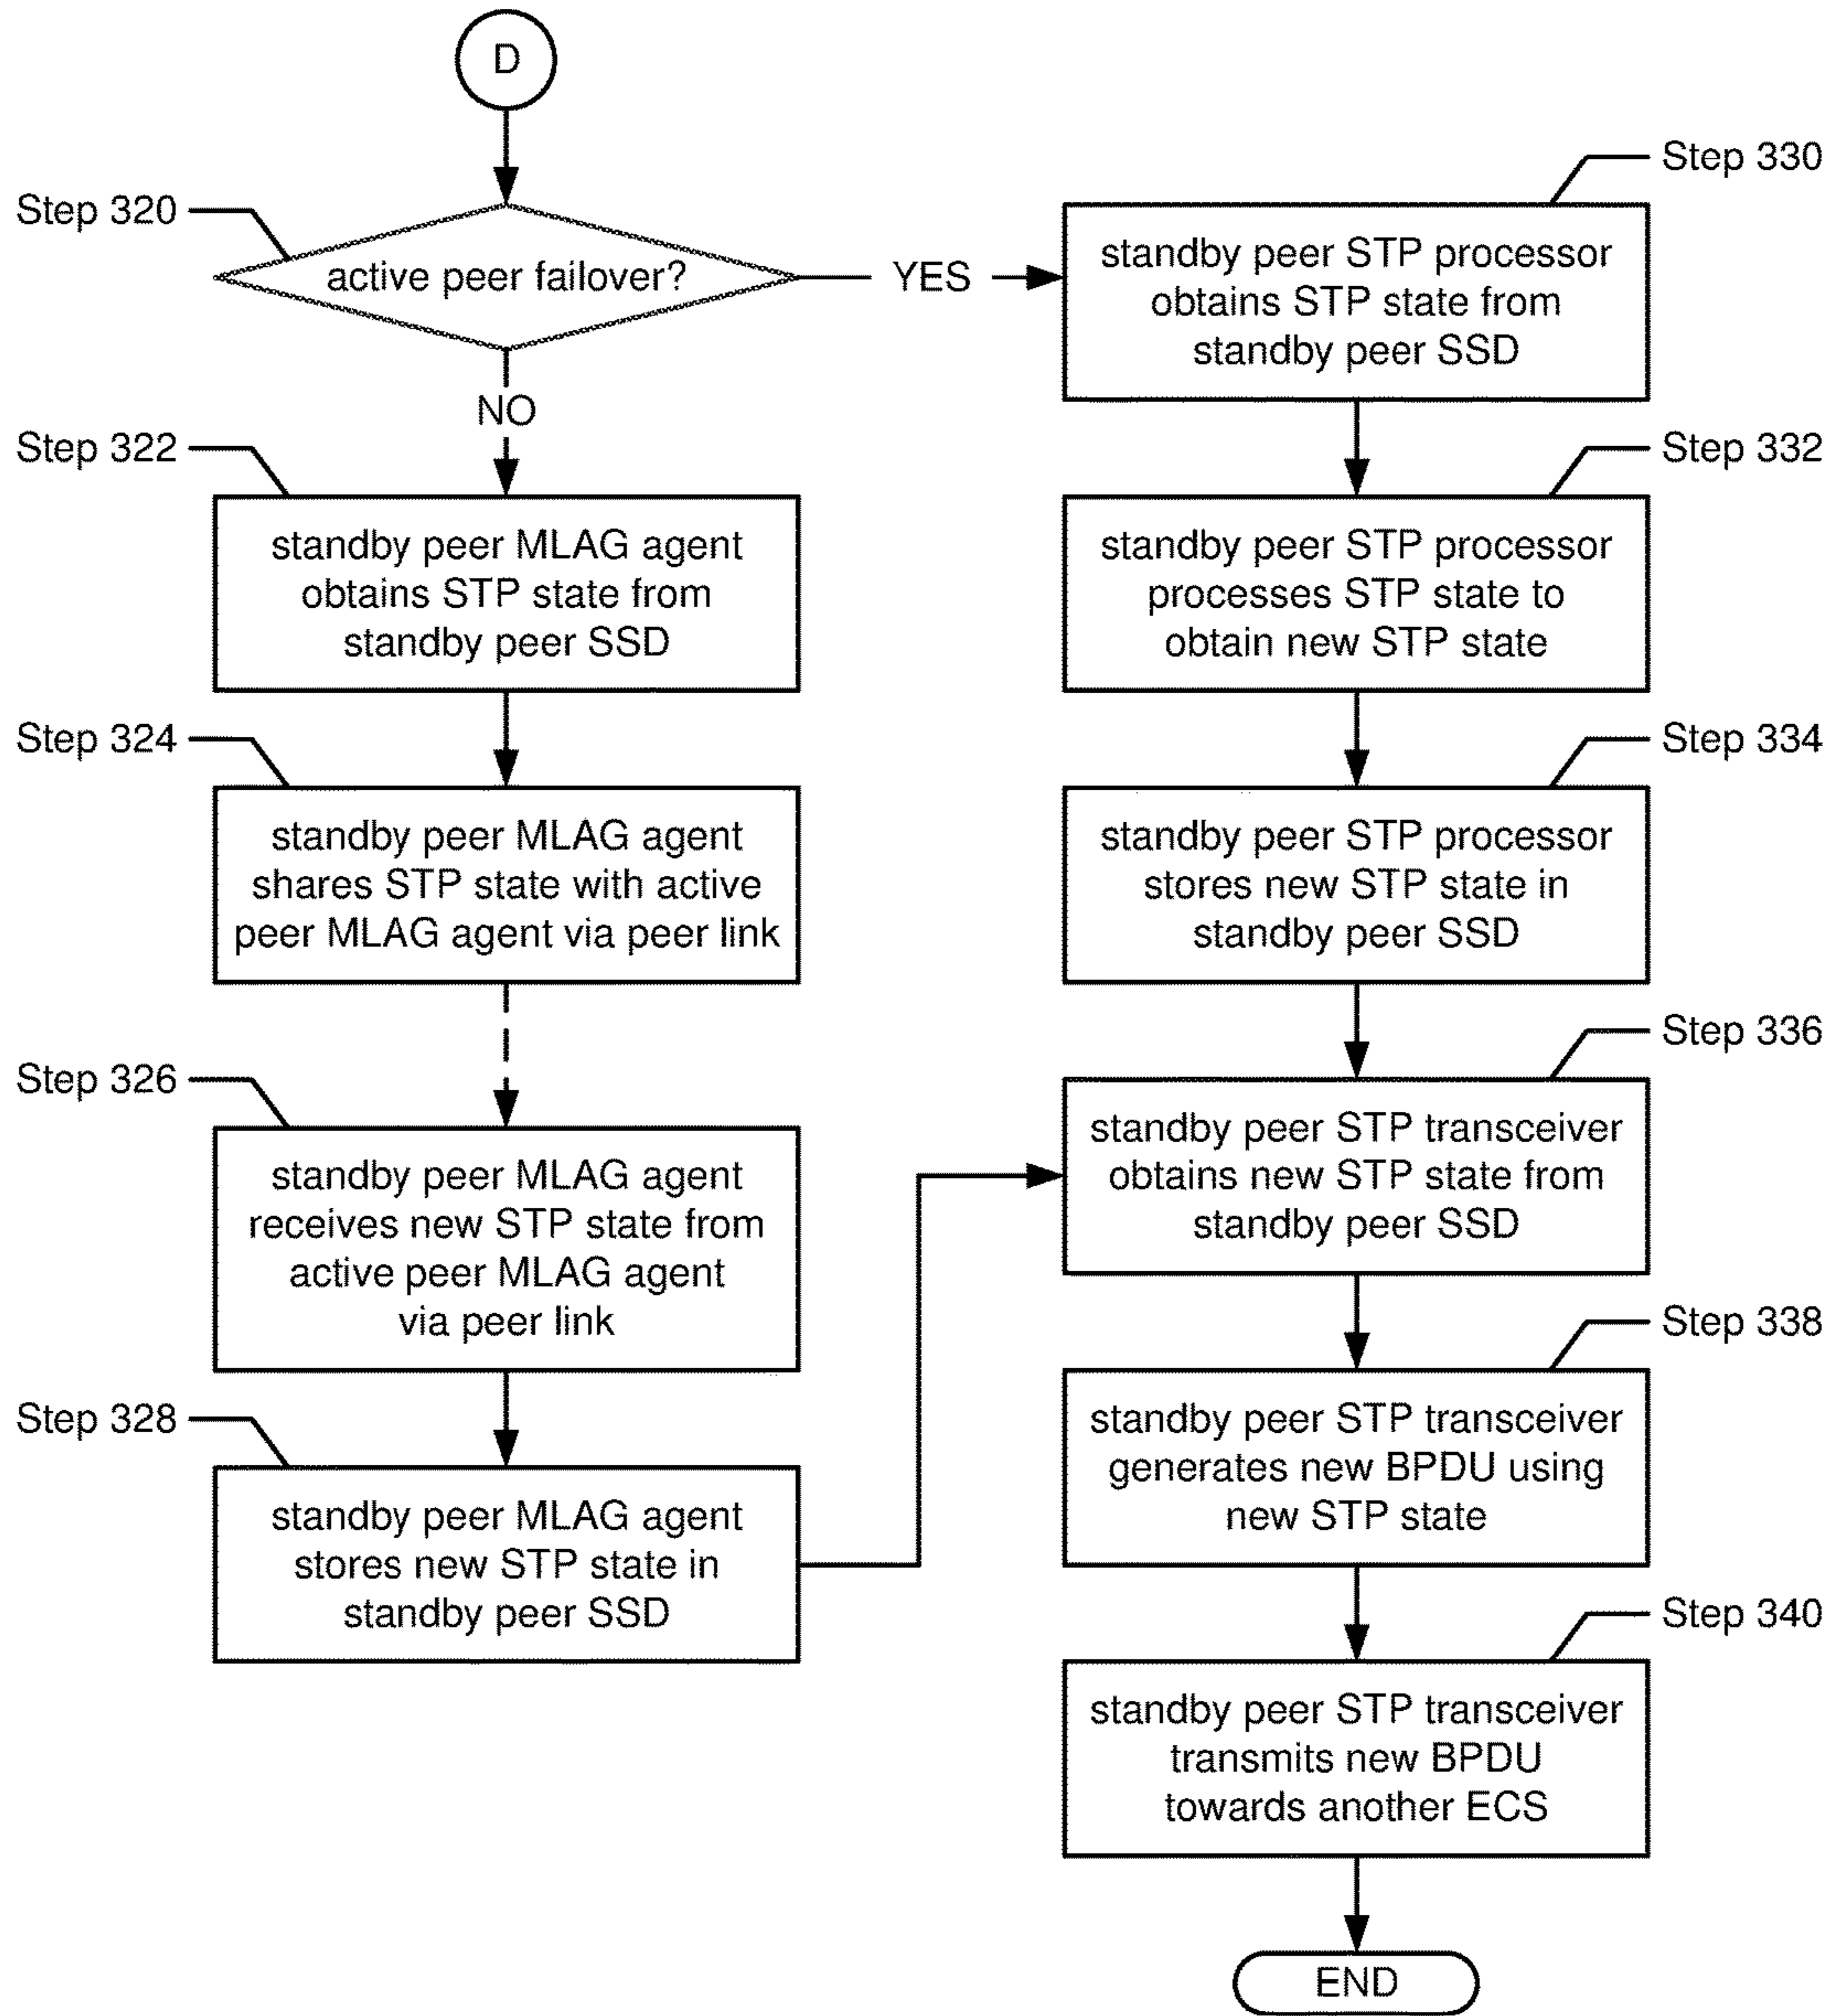 D
Step 320
active peer failover?
YES
NO
Step 322
standby peer MLAG agent
obtains STP state from
standby peer SSD
Step 324
standby peer MLAG agent
shares STP state with active
peer MLAG agent via peer link
Step 326
standby peer MLAG agent
receives new STP state from
active peer MLAG agent
via peer link
Step 328
standby peer MLAG agent
stores new STP state in
standby peer SSD
Step 330
standby peer STP processor
obtains STP state from
standby peer SSD
Step 332
standby peer STP processor
processes STP state to
obtain new STP state
Step 334
standby peer STP processor
stores new STP state in
standby peer SSD
Step 336
standby peer STP transceiver
obtains new STP state from
standby peer SSD
Step 338
standby peer STP transceiver
generates new BPDU using
new STP state
Step 340
standby peer STP transceiver
transmits new BPDU
towards another ECS
END